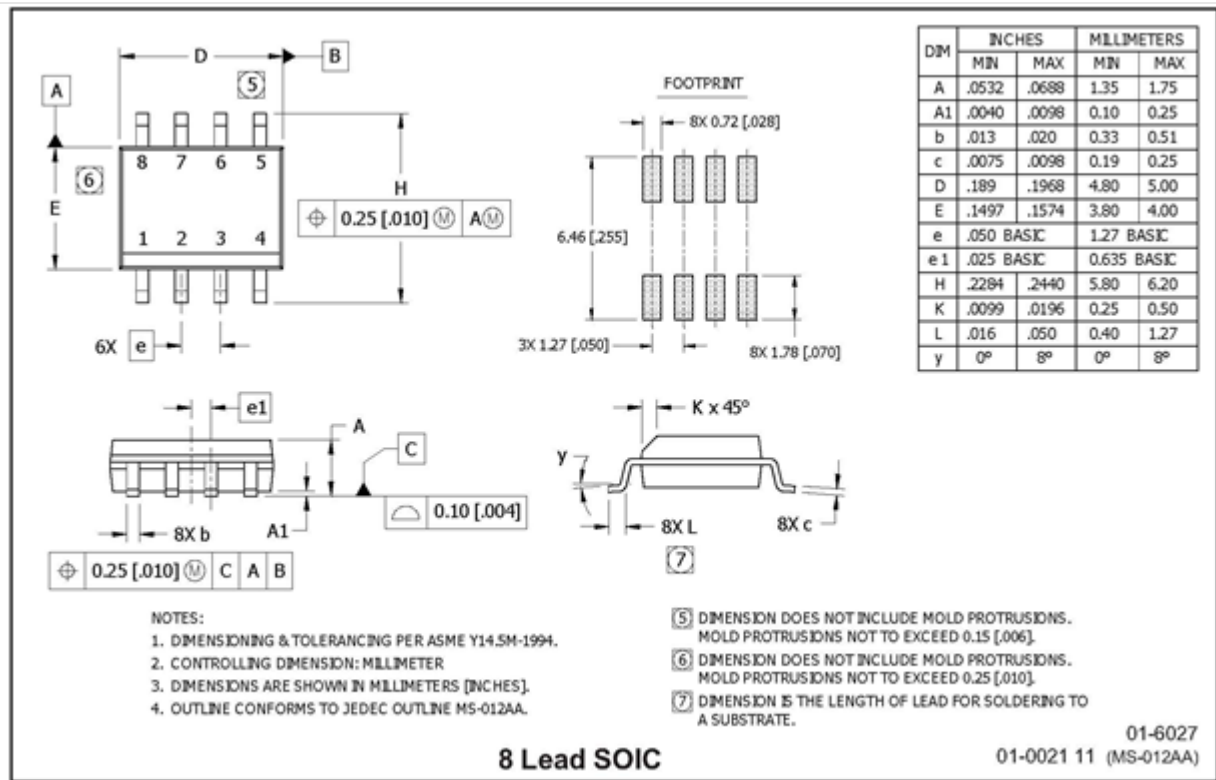 D
B
A
5
8 7 6 5
6
E
H
0.25 [.010] Ⓜ A Ⓜ
1 2 3 4
6X e
FOOTPRINT
8X 0.72 [.028]
6.46 [.255]
3X 1.27 [.050]
8X 1.78 [.070]
DIM INCHES MILLIMETERS
MIN MAX MIN MAX
A .0532 .0688 1.35 1.75
A1 .0040 .0098 0.10 0.25
b .013 .020 0.33 0.51
c .0075 .0098 0.19 0.25
D .189 .1968 4.80 5.00
E .1497 .1574 3.80 4.00
e .050 BASIC 1.27 BASIC
e1 .025 BASIC 0.635 BASIC
H .2284 .2440 5.80 6.20
K .0099 .0196 0.25 0.50
L .016 .050 0.40 1.27
y 0° 8° 0° 8°
e1
A
C
0.10 [.004]
A1
8X b
0.25 [.010] Ⓜ C A B
K x 45°
y
8X L
8X c
7
NOTES:
1. DIMENSIONING & TOLERANCING PER ASME Y14.5M-1994.
2. CONTROLLING DIMENSION: MILLIMETER
3. DIMENSIONS ARE SHOWN IN MILLIMETERS [INCHES].
4. OUTLINE CONFORMS TO JEDEC OUTLINE MS-012AA.
5 DIMENSION DOES NOT INCLUDE MOLD PROTRUSIONS.
MOLD PROTRUSIONS NOT TO EXCEED 0.15 [.006].
6 DIMENSION DOES NOT INCLUDE MOLD PROTRUSIONS.
MOLD PROTRUSIONS NOT TO EXCEED 0.25 [.010].
7 DIMENSION IS THE LENGTH OF LEAD FOR SOLDERING TO
A SUBSTRATE.
8 Lead SOIC
01-6027
01-0021 11 (MS-012AA)